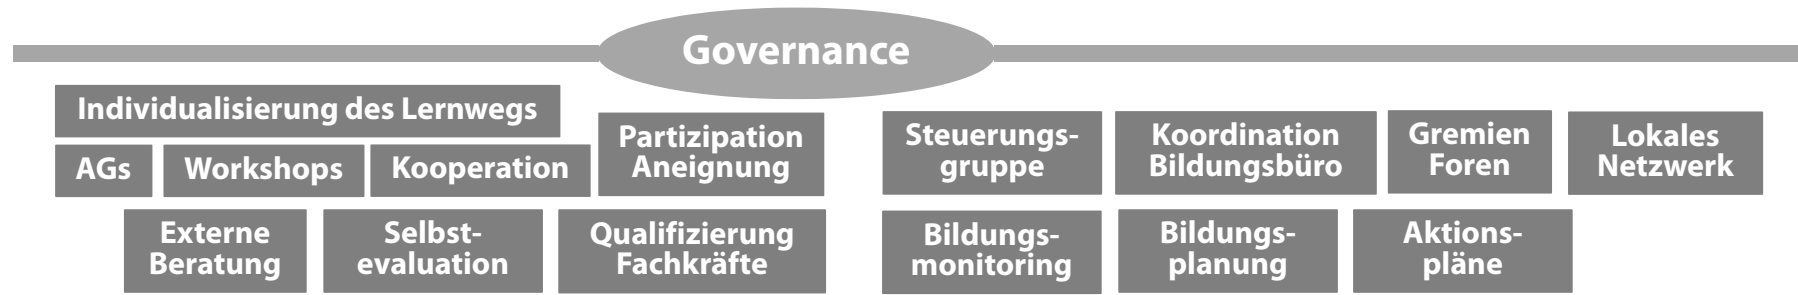 Governance
Individualisierung des Lernwegs
AGs
Workshops
Kooperation
Partizipation
Aneignung
Steuerungs-
gruppe
Koordination
Bildungsbüro
Gremien
Foren
Lokales
Netzwerk
Externe
Beratung
Selbst-
evaluation
Qualifizierung
Fachkräfte
Bildungs-
monitoring
Bildungs-
planung
Aktions-
pläne